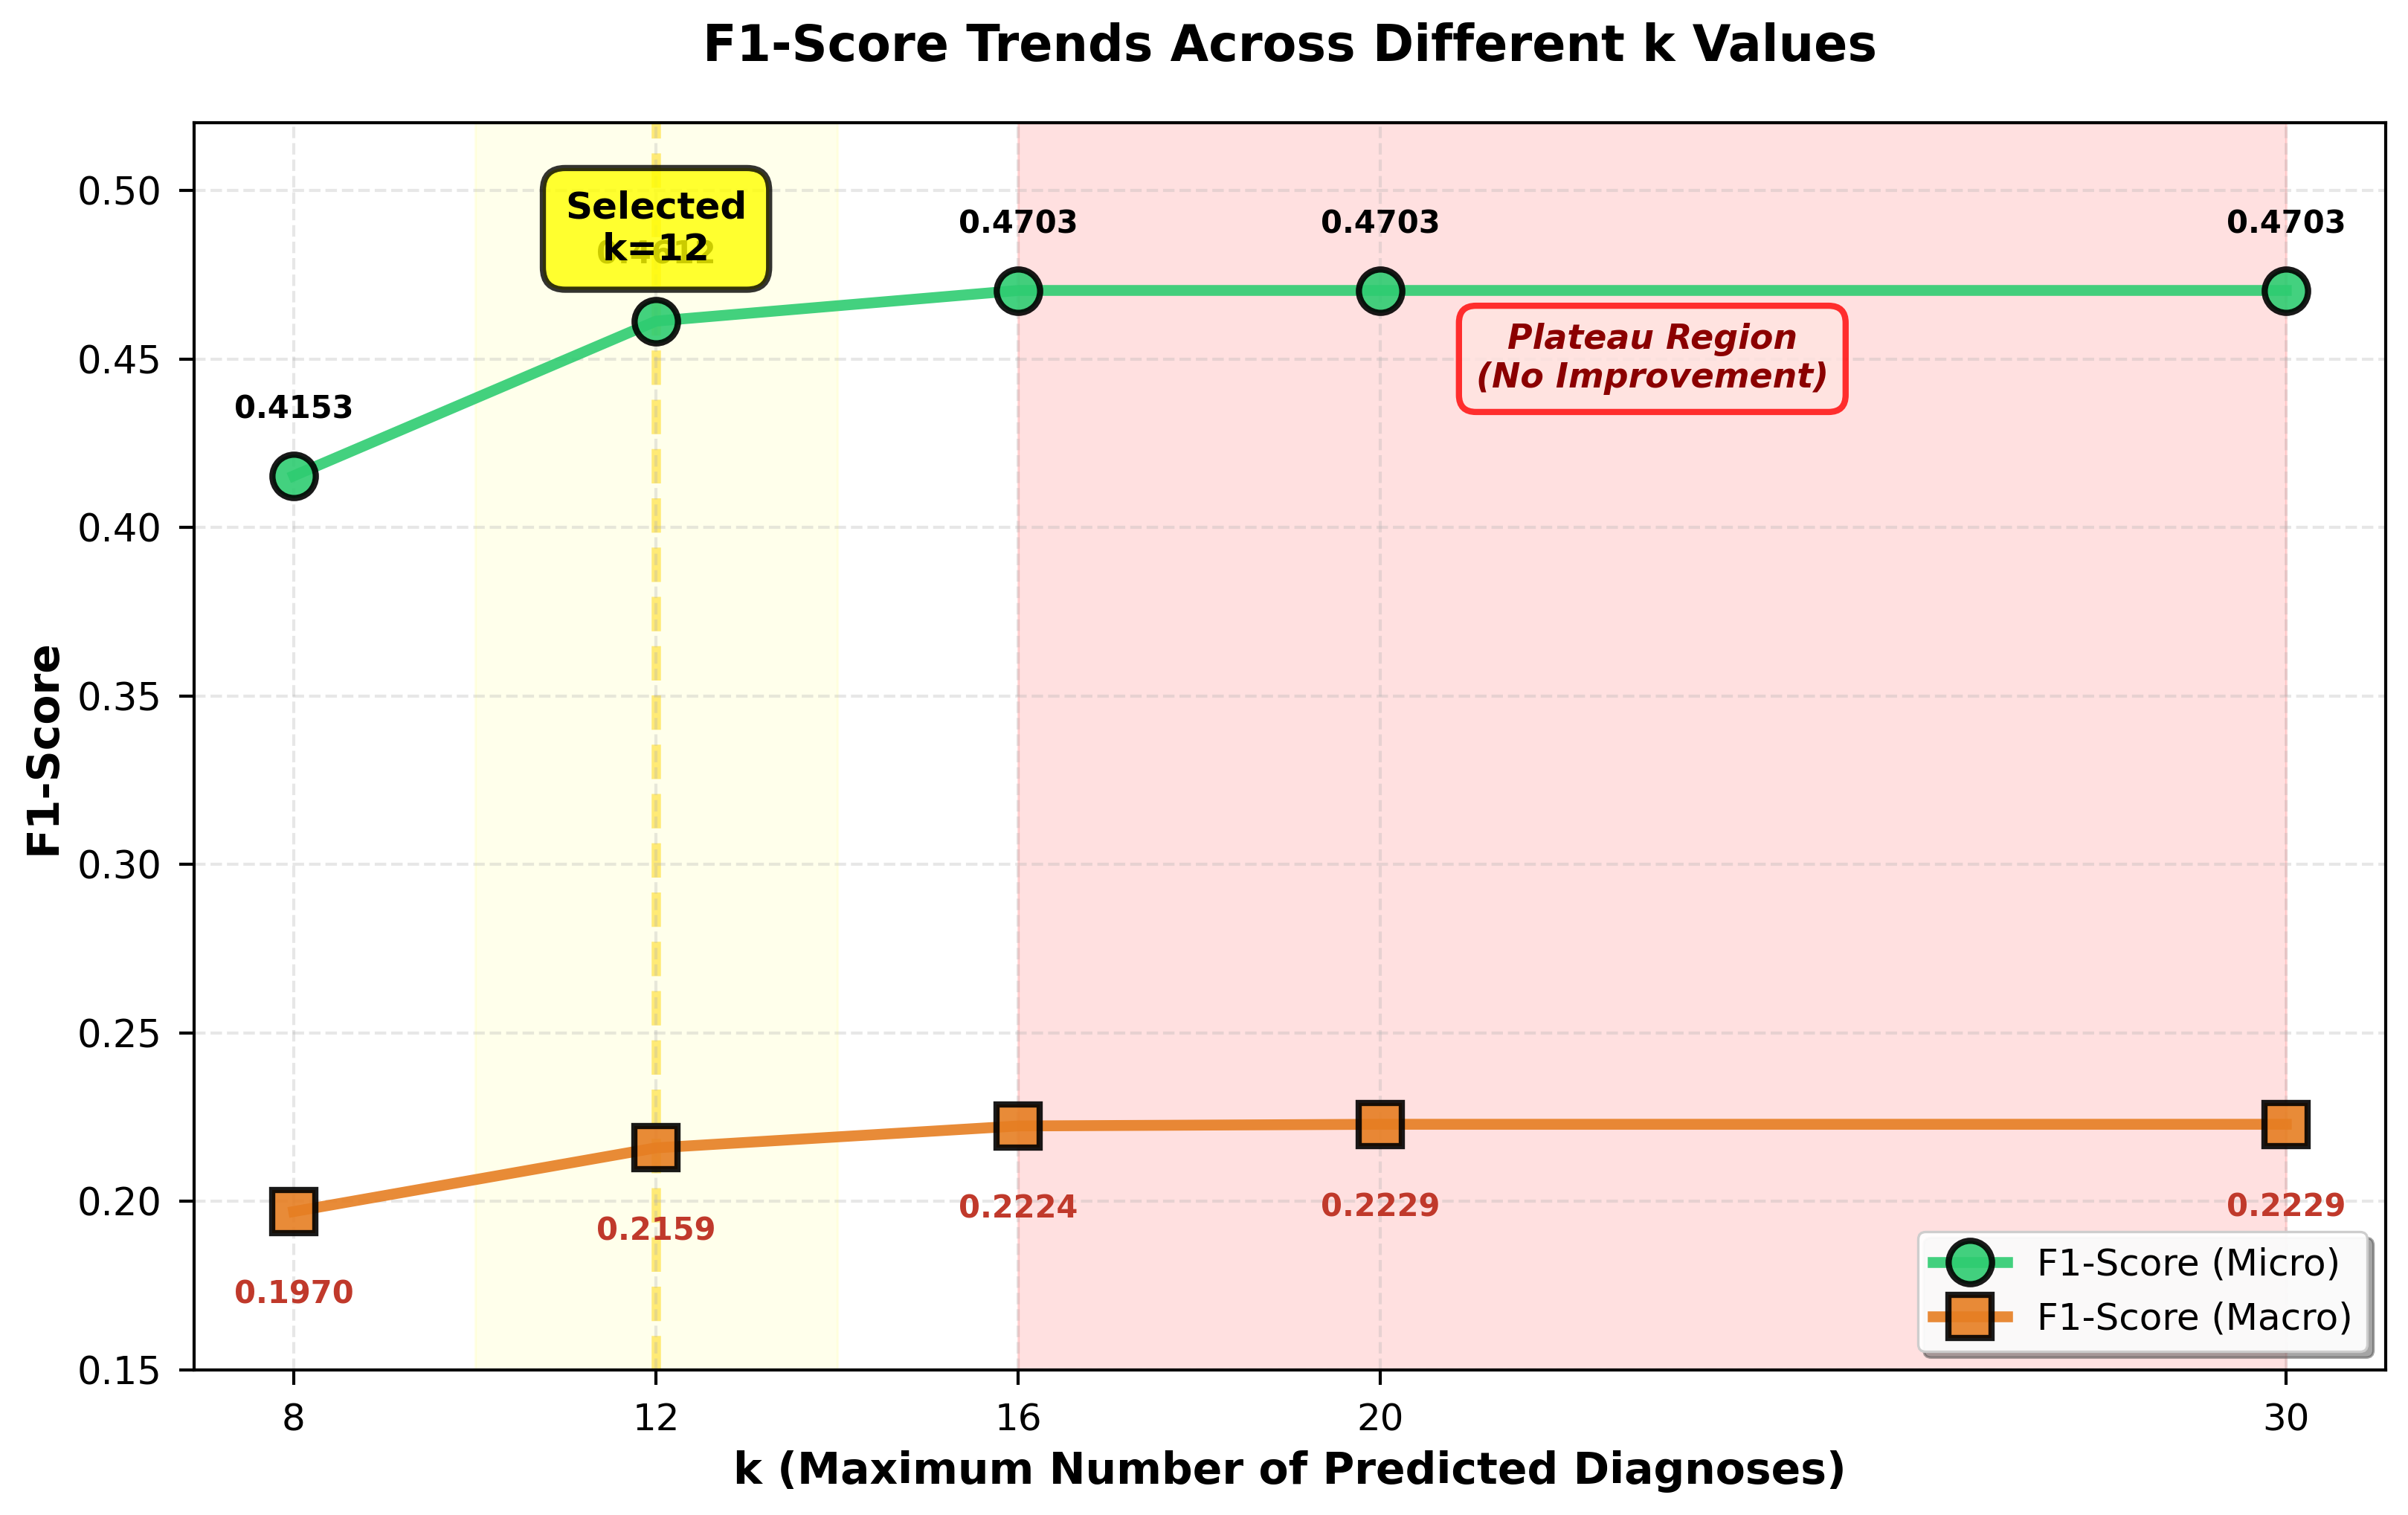 F1-Score Trends Across Different k Values
F1-Score
0.50
0.45
0.40
0.35
0.30
0.25
0.20
0.15
Selected
k=12
0.4612
0.4153
0.4703
0.4703
0.4703
Plateau Region
(No Improvement)
0.1970
0.2159
0.2224
0.2229
0.2229
F1-Score (Micro)
F1-Score (Macro)
8
12
16
20
30
k (Maximum Number of Predicted Diagnoses)